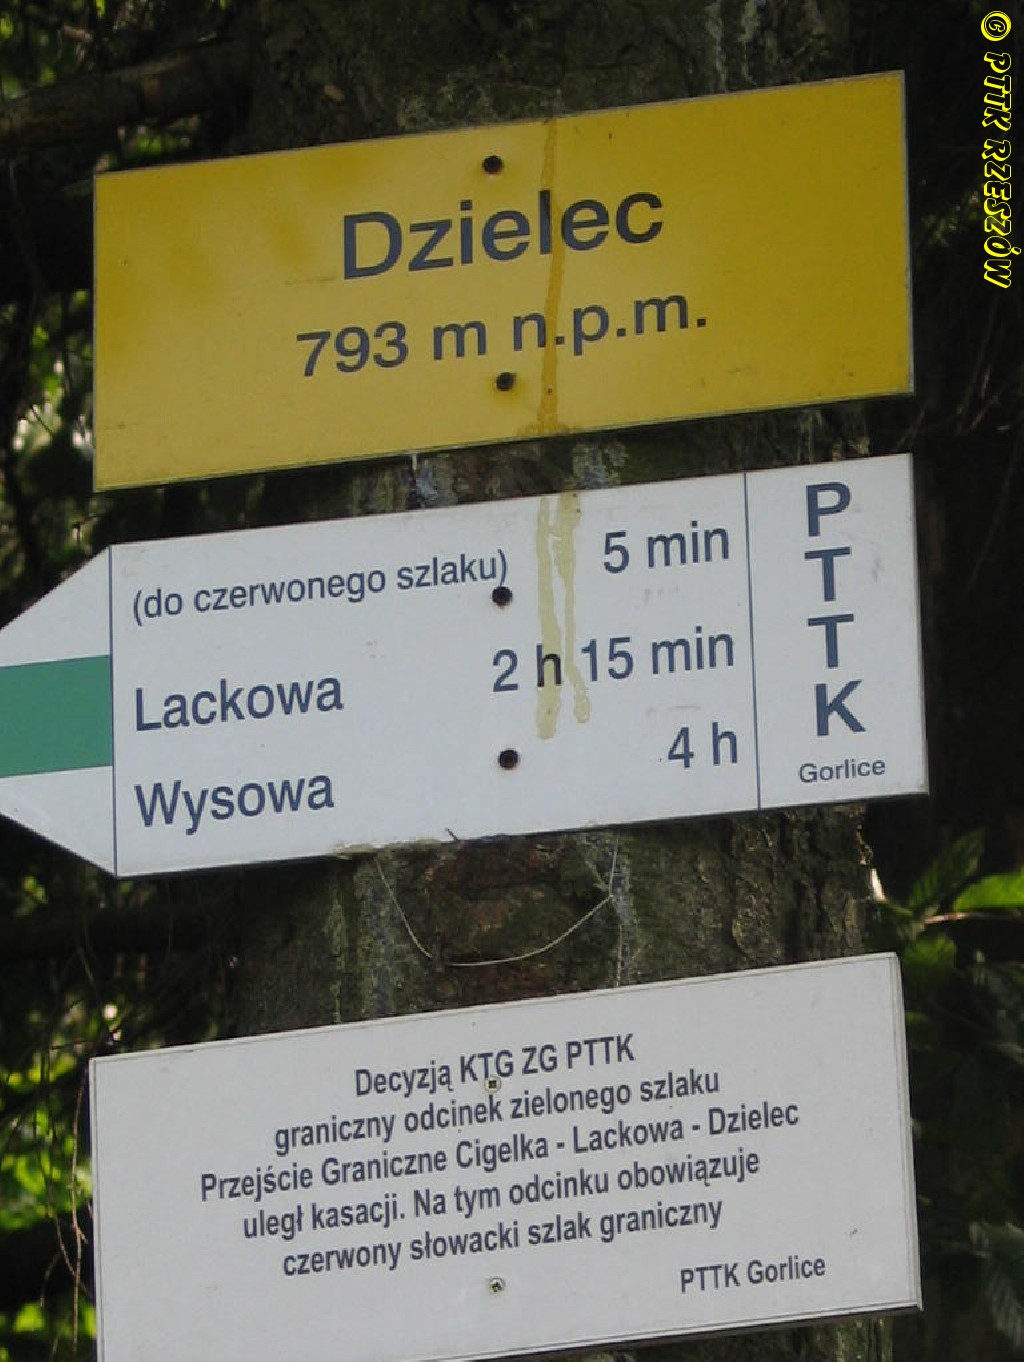 Dzielec
793 m n.p.m.
(do czerwonego szlaku) 5 min
Lackowa 2 h 15 min
Wysowa 4 h
PTTK
Gorlice
Decyzją KTG ZG PTTK
graniczny odcinek zielonego szlaku
Przejście Graniczne Cigelka - Lackowa - Dzielec
uległ kasacji. Na tym odcinku obowiązuje
czerwony słowacki szlak graniczny
PTTK Gorlice
© PTTK RZESZÓW